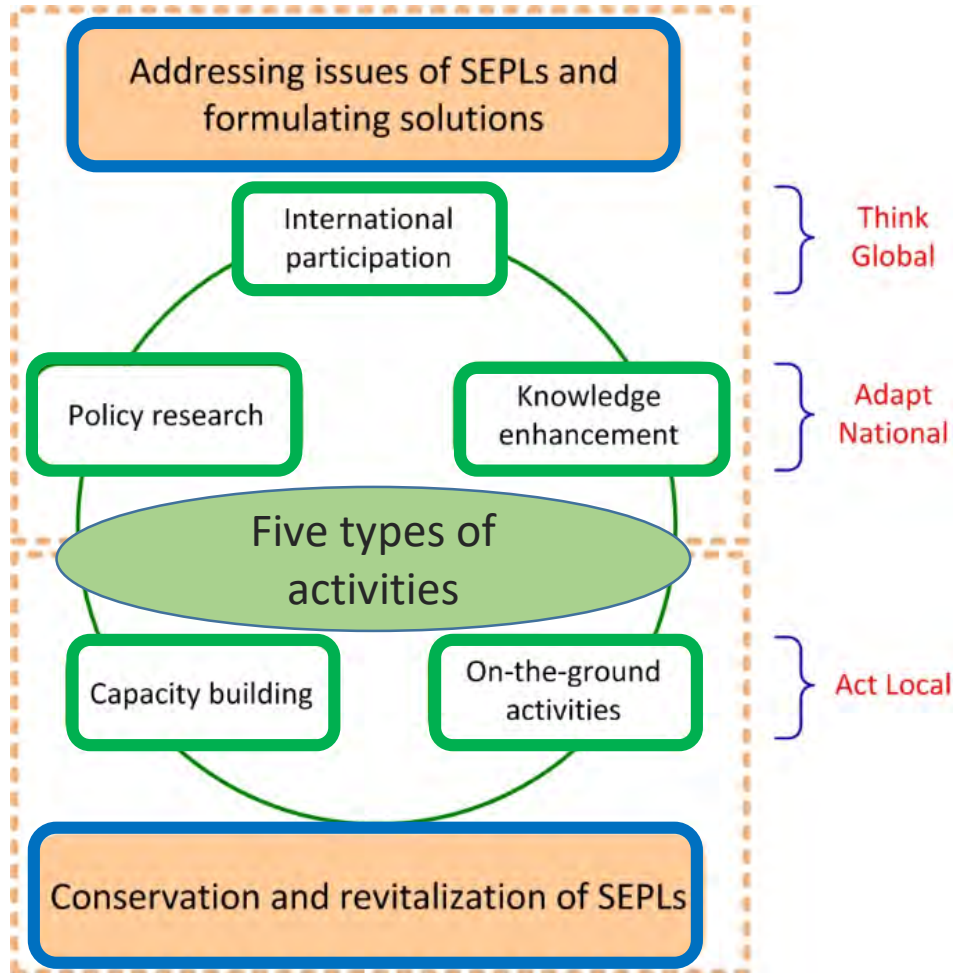 Addressing issues of SEPLs and
formulating solutions
International
participation
Think
Global
Policy research
Knowledge
enhancement
Adapt
National
Five types of
activities
Capacity building
On-the-ground
activities
Act Local
Conservation and revitalization of SEPLs